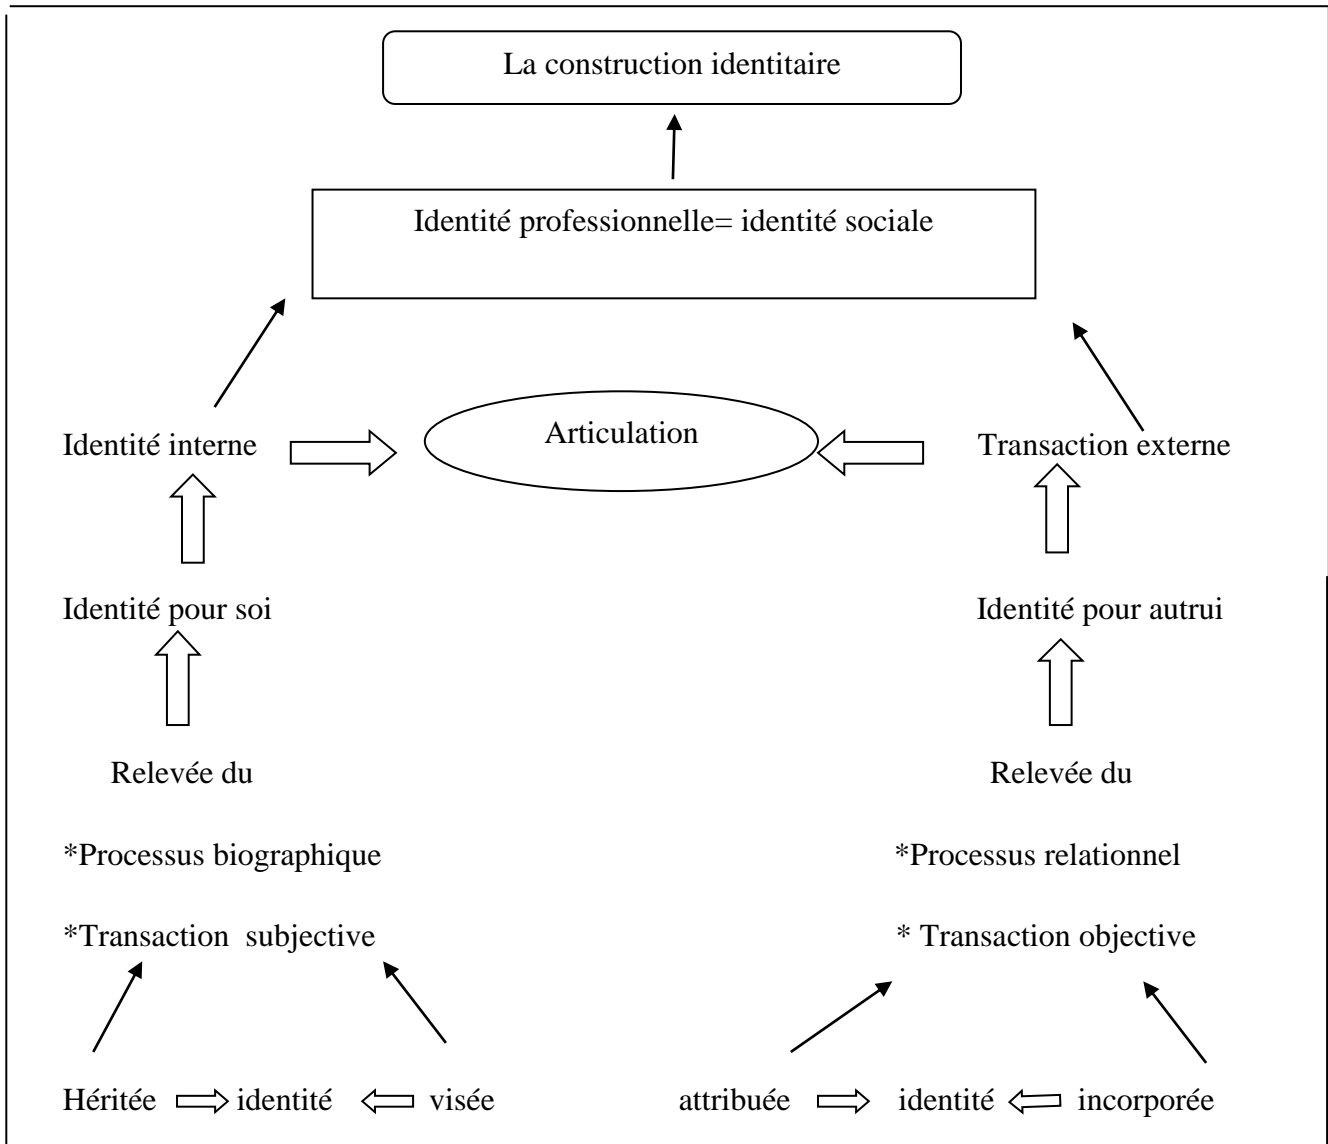 La construction identitaire
Identité professionnelle= identité sociale
Articulation
Identité interne
Transaction externe
Identité pour soi
Identité pour autrui
Relevée du
Relevée du
*Processus biographique
*Processus relationnel
*Transaction subjective
* Transaction objective
Héritée identité visée
attribuée identité incorporée